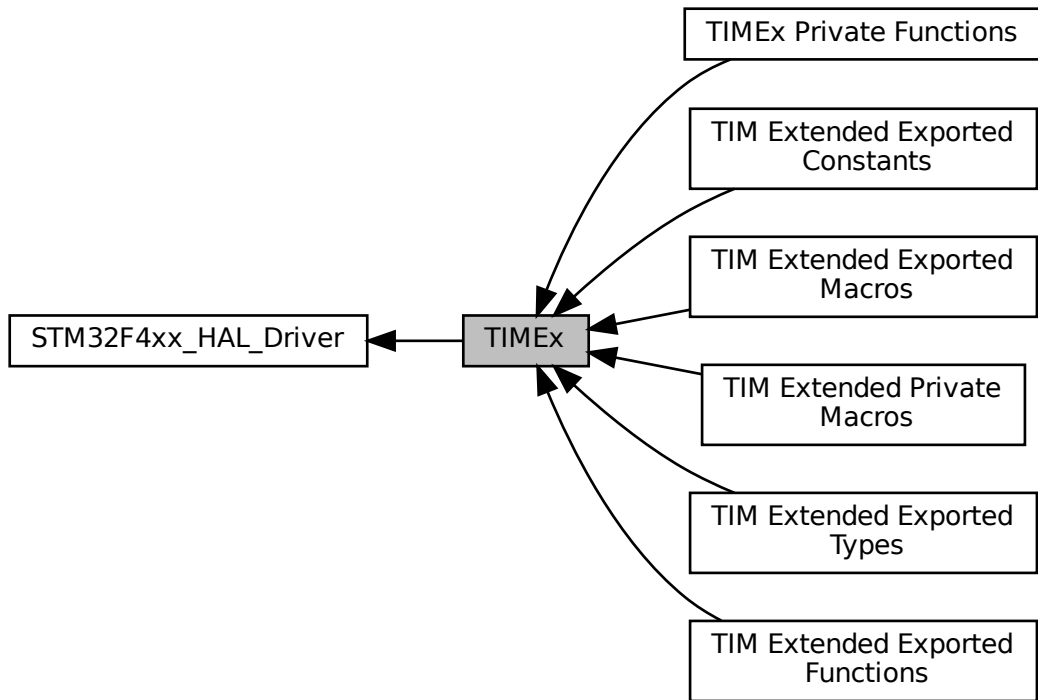 TIMEx Private Functions
TIM Extended Exported
Constants
TIM Extended Exported
Macros
STM32F4xx_HAL_Driver
TIMEx
TIM Extended Private
Macros
TIM Extended Exported
Types
TIM Extended Exported
Functions